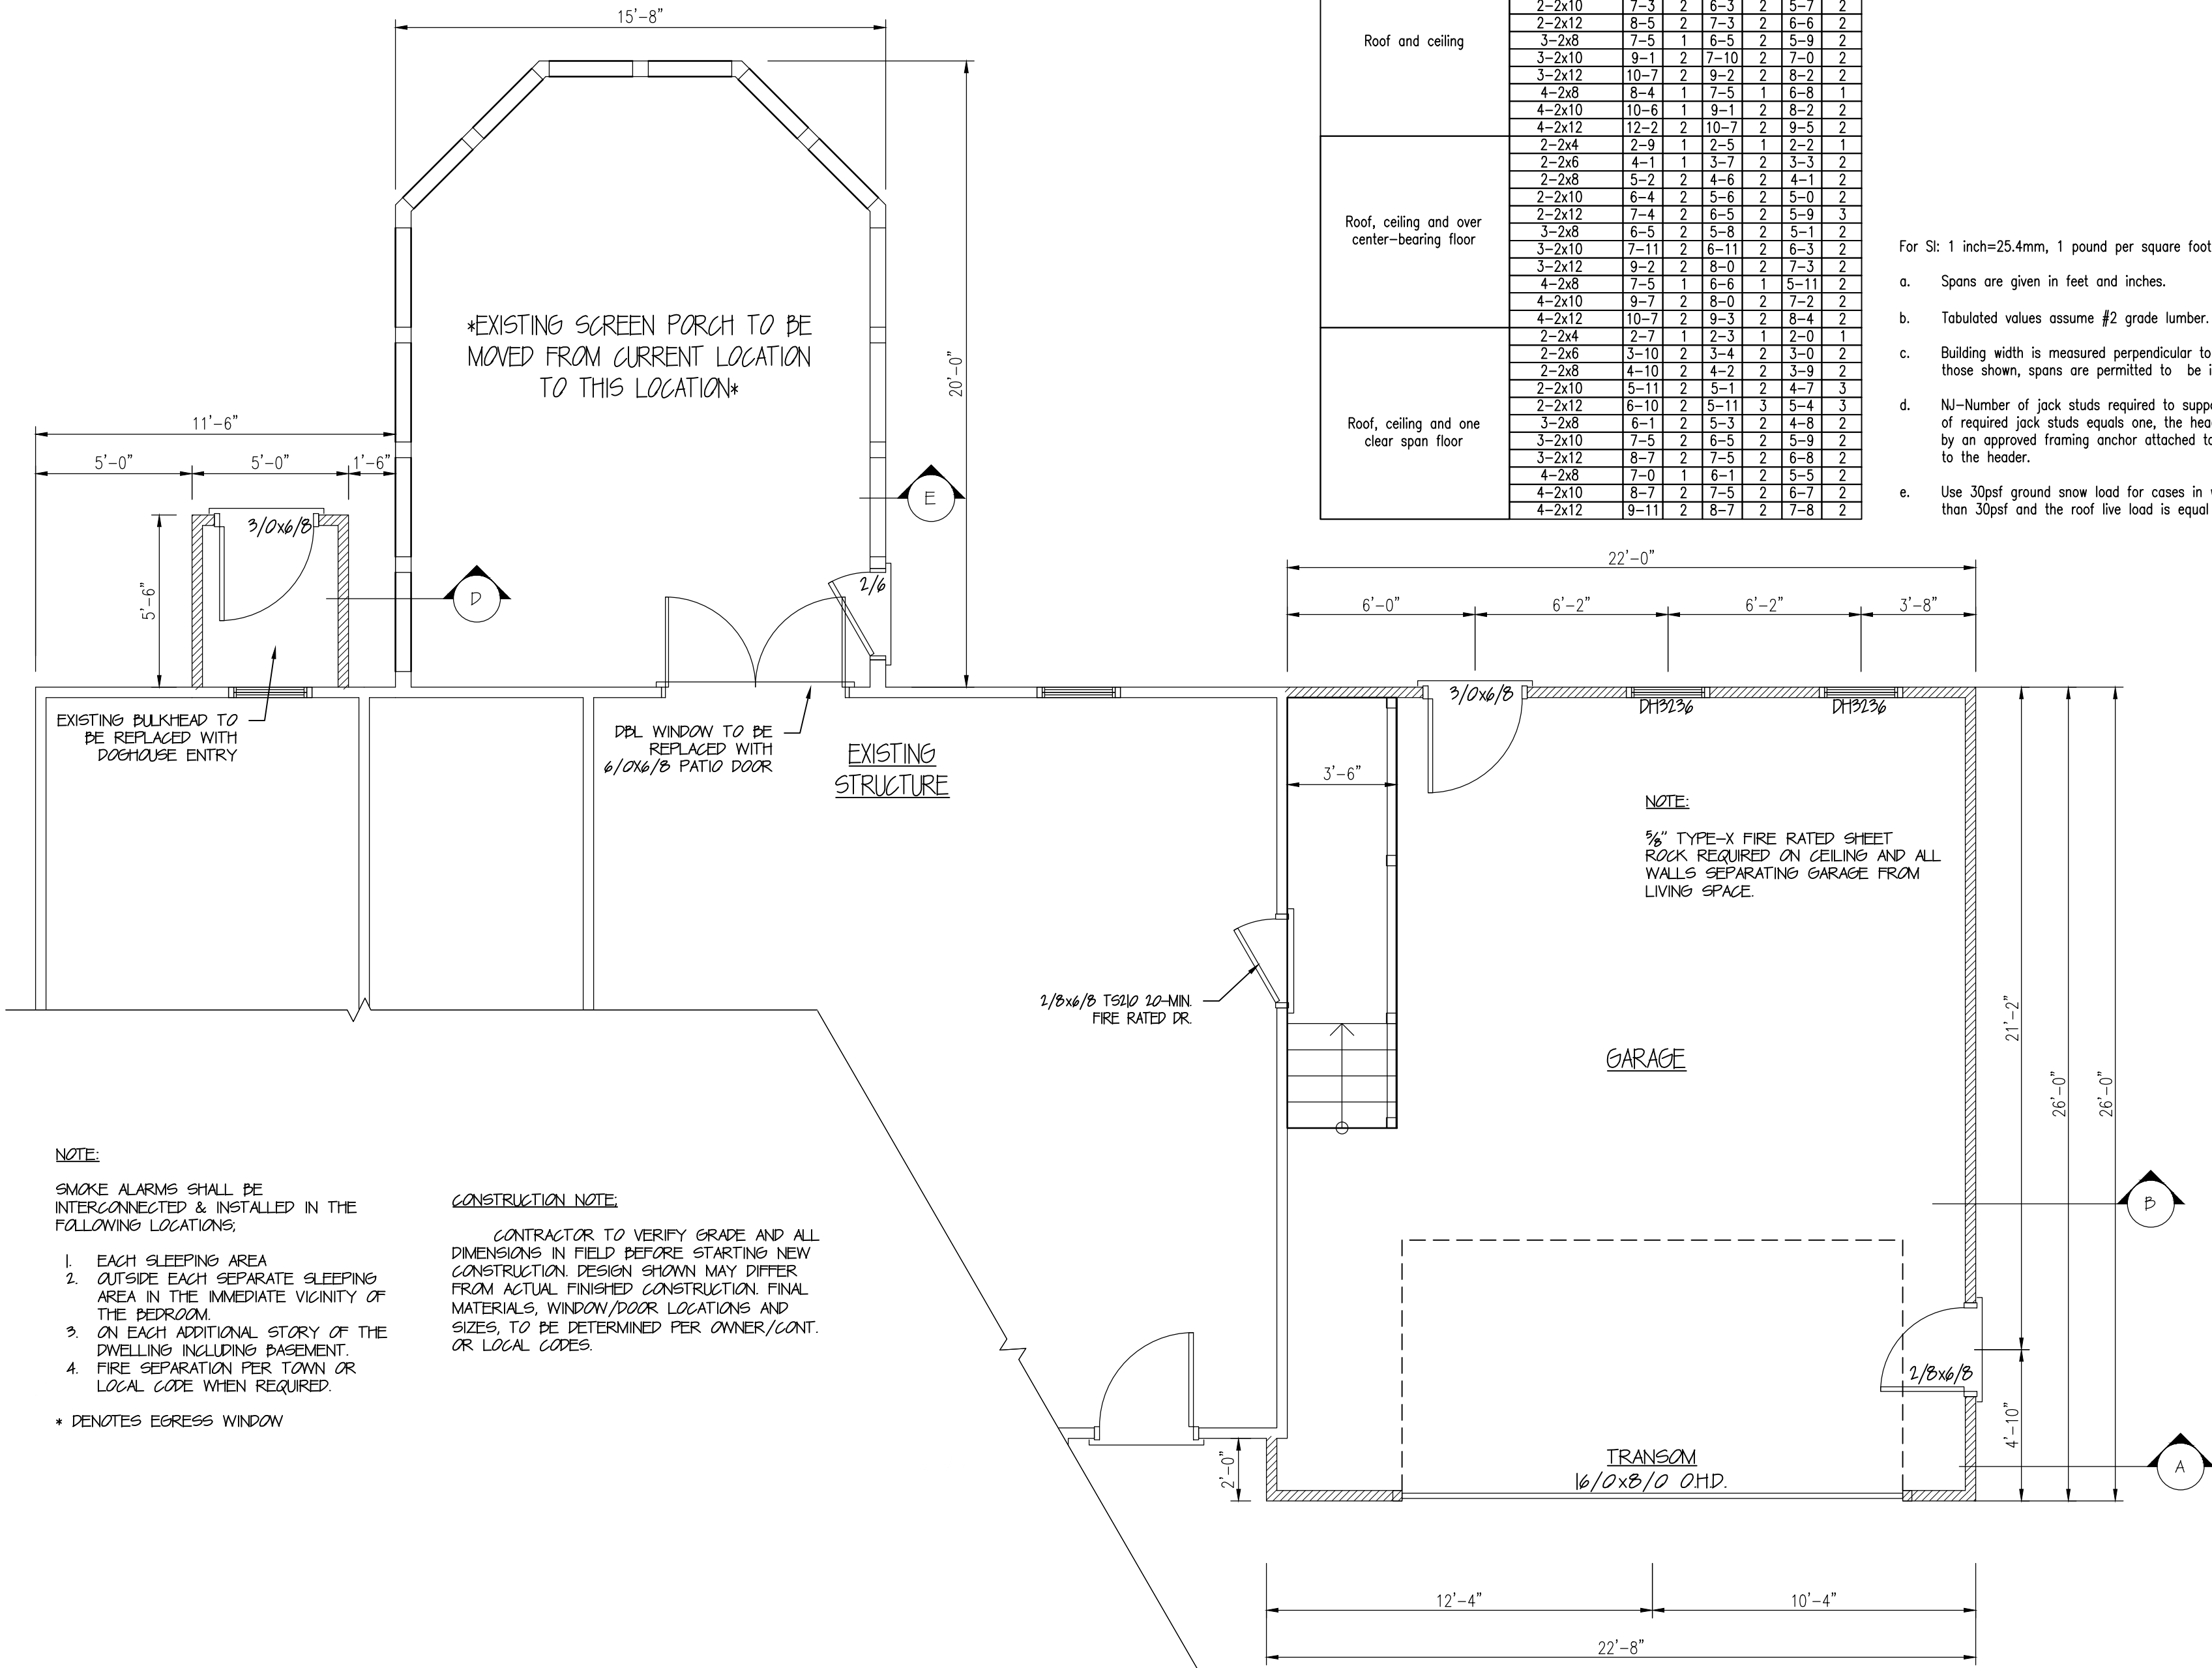 15'-8"
2-2x10 7-3 2 6-3 2 5-7 2
2-2x12 8-5 2 7-3 2 6-6 2
Roof and ceiling
3-2x8 7-5 1 6-5 2 5-9 2
3-2x10 9-1 2 7-10 2 7-0 2
3-2x12 10-7 2 9-2 2 8-2 2
4-2x8 8-4 1 7-5 1 6-8 1
4-2x10 10-6 1 9-1 2 8-2 2
4-2x12 12-2 2 10-7 2 9-5 2
2-2x4 2-9 1 2-5 1 2-2 1
2-2x6 4-1 1 3-7 2 3-3 2
2-2x8 5-2 2 4-6 2 4-1 2
2-2x10 6-4 2 5-6 2 5-0 2
2-2x12 7-4 2 6-5 2 5-9 3
Roof, ceiling and over
center-bearing floor
3-2x8 6-5 2 5-8 2 5-1 2
3-2x10 7-11 2 6-11 2 6-3 2
3-2x12 9-2 2 8-0 2 7-3 2
4-2x8 7-5 1 6-6 1 5-11 2
4-2x10 9-7 2 8-0 2 7-2 2
4-2x12 10-7 2 9-3 2 8-4 2
2-2x4 2-7 1 2-3 1 2-0 1
2-2x6 3-10 2 3-4 2 3-0 2
2-2x8 4-10 2 4-2 2 3-9 2
2-2x10 5-11 2 5-1 2 4-7 3
2-2x12 6-10 2 5-11 3 5-4 3
Roof, ceiling and one
clear span floor
3-2x8 6-1 2 5-3 2 4-8 2
3-2x10 7-5 2 6-5 2 5-9 2
3-2x12 8-7 2 7-5 2 6-8 2
4-2x8 7-0 1 6-1 2 5-5 2
4-2x10 8-7 2 7-5 2 6-7 2
4-2x12 9-11 2 8-7 2 7-8 2
For SI: 1 inch=25.4mm, 1 pound per square foot
a. Spans are given in feet and inches.
b. Tabulated values assume #2 grade lumber.
c. Building width is measured perpendicular to
those shown, spans are permitted to be i
d. NJ-Number of jack studs required to supp
of required jack studs equals one, the hea
by an approved framing anchor attached to
to the header.
e. Use 30psf ground snow load for cases in
than 30psf and the roof live load is equal
*EXISTING SCREEN PORCH TO BE
MOVED FROM CURRENT LOCATION
TO THIS LOCATION*
20'-0"
11'-6"
5'-0" 5'-0" 1'-6"
E
3/0x6/8
5'-6"
D
2/6
22'-0"
6'-0" 6'-2" 6'-2" 3'-8"
3/0x6/8
DH3236 DH3236
EXISTING BULKHEAD TO
BE REPLACED WITH
DOGHOUSE ENTRY
DBL WINDOW TO BE
REPLACED WITH
6/0X6/8 PATIO DOOR
EXISTING
STRUCTURE
3'-6"
NOTE:
5/8" TYPE-X FIRE RATED SHEET
ROCK REQUIRED ON CEILING AND ALL
WALLS SEPARATING GARAGE FROM
LIVING SPACE.
2/8x6/8 TS210 20-MIN.
FIRE RATED DR.
GARAGE
21'-2"
26'-0"
26'-0"
NOTE:
SMOKE ALARMS SHALL BE
INTERCONNECTED & INSTALLED IN THE
FOLLOWING LOCATIONS;
1. EACH SLEEPING AREA
2. OUTSIDE EACH SEPARATE SLEEPING
AREA IN THE IMMEDIATE VICINITY OF
THE BEDROOM.
3. ON EACH ADDITIONAL STORY OF THE
DWELLING INCLUDING BASEMENT.
4. FIRE SEPARATION PER TOWN OR
LOCAL CODE WHEN REQUIRED.
* DENOTES EGRESS WINDOW
CONSTRUCTION NOTE:
CONTRACTOR TO VERIFY GRADE AND ALL
DIMENSIONS IN FIELD BEFORE STARTING NEW
CONSTRUCTION. DESIGN SHOWN MAY DIFFER
FROM ACTUAL FINISHED CONSTRUCTION. FINAL
MATERIALS, WINDOW/DOOR LOCATIONS AND
SIZES, TO BE DETERMINED PER OWNER/CONT.
OR LOCAL CODES.
B
2/8x6/8
4'-10"
A
2'-0"
TRANSOM
16/0x8/0 O.H.D.
12'-4" 10'-4"
22'-8"